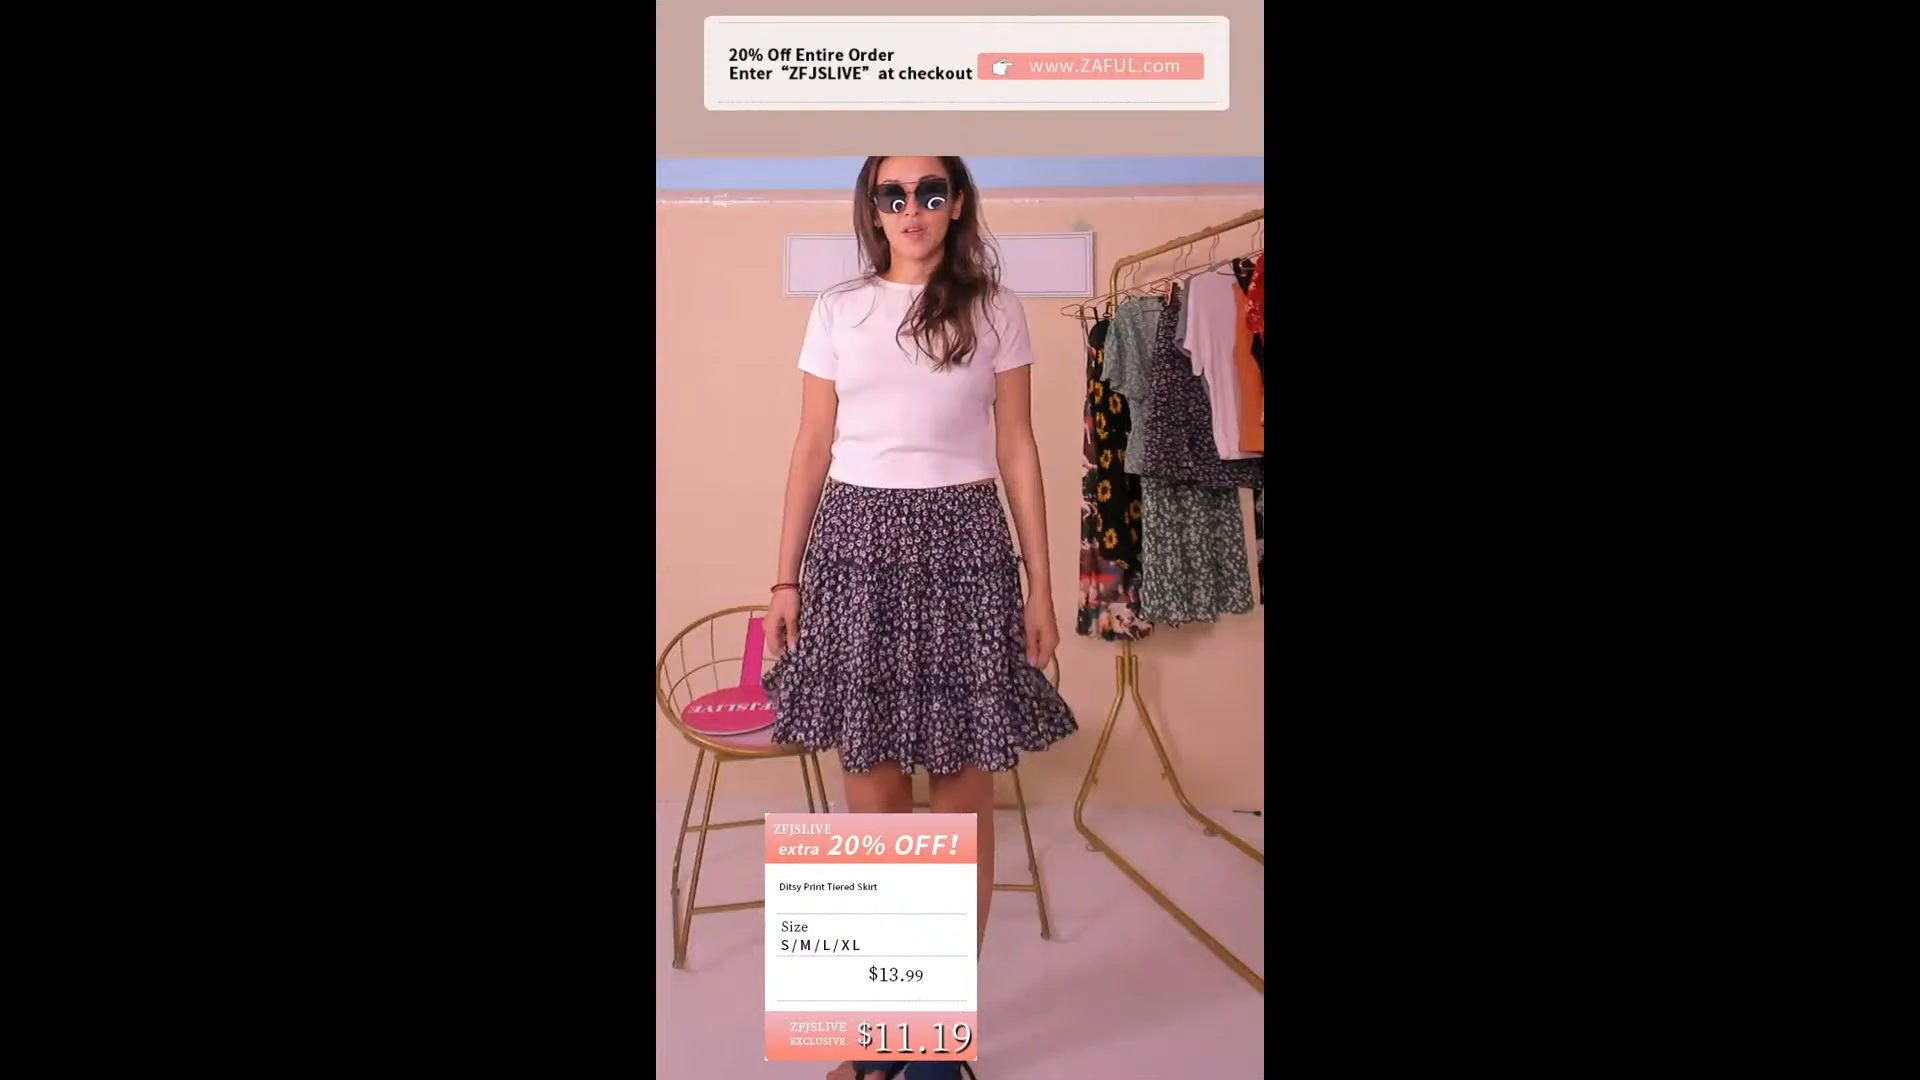 20% Off Entire Order
Enter “ZFJSLIVE” at checkout
www.ZAFUL.com
ZFJSLIVE
extra 20% OFF!
Ditsy Print Tiered Skirt
Size
S/M/L/XL
$13.99
ZFJSLIVE
EXCLUSIVE
$11.19